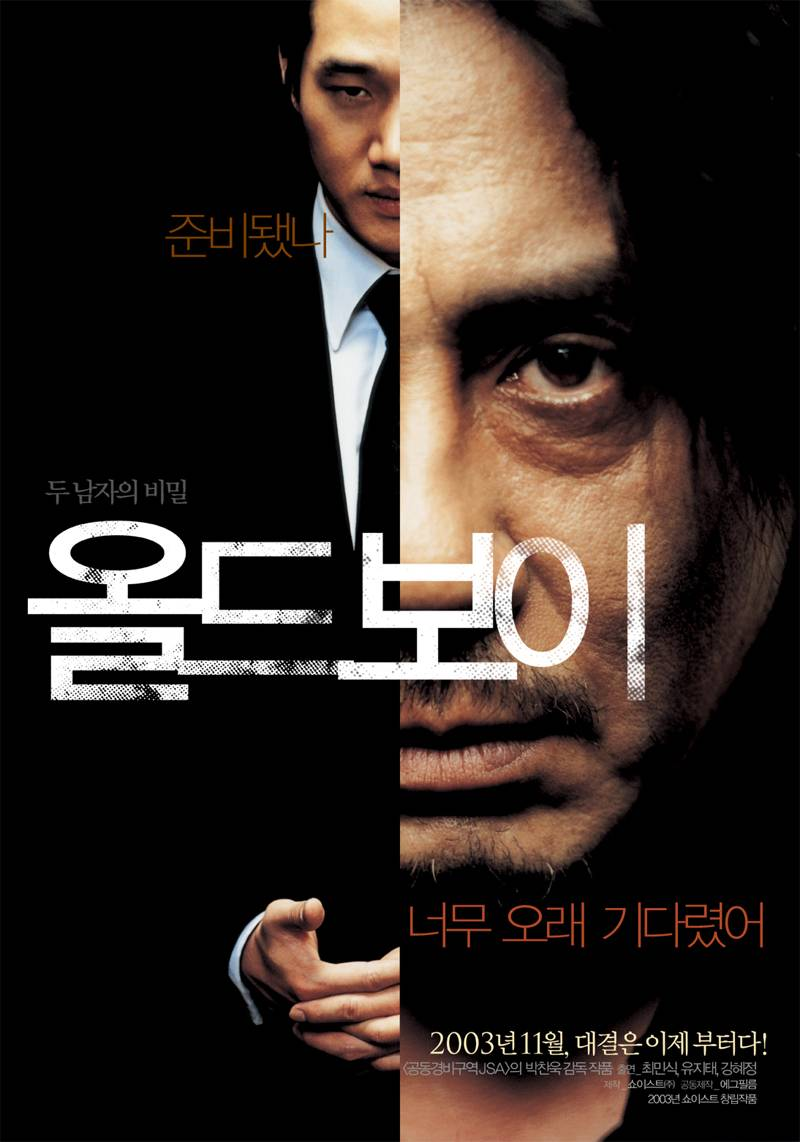 준비됐나
두 남자의 비밀
올드보이
너무 오래 기다렸어
2003년 11월, 대결은 이제 부터다!
<공동경비구역JSA>의 박찬욱 감독 작품 출연_최민식, 유지태, 강혜정
제작_쇼이스트㈜ 공동제작_에그필름
2003년 쇼이스트 창립작품